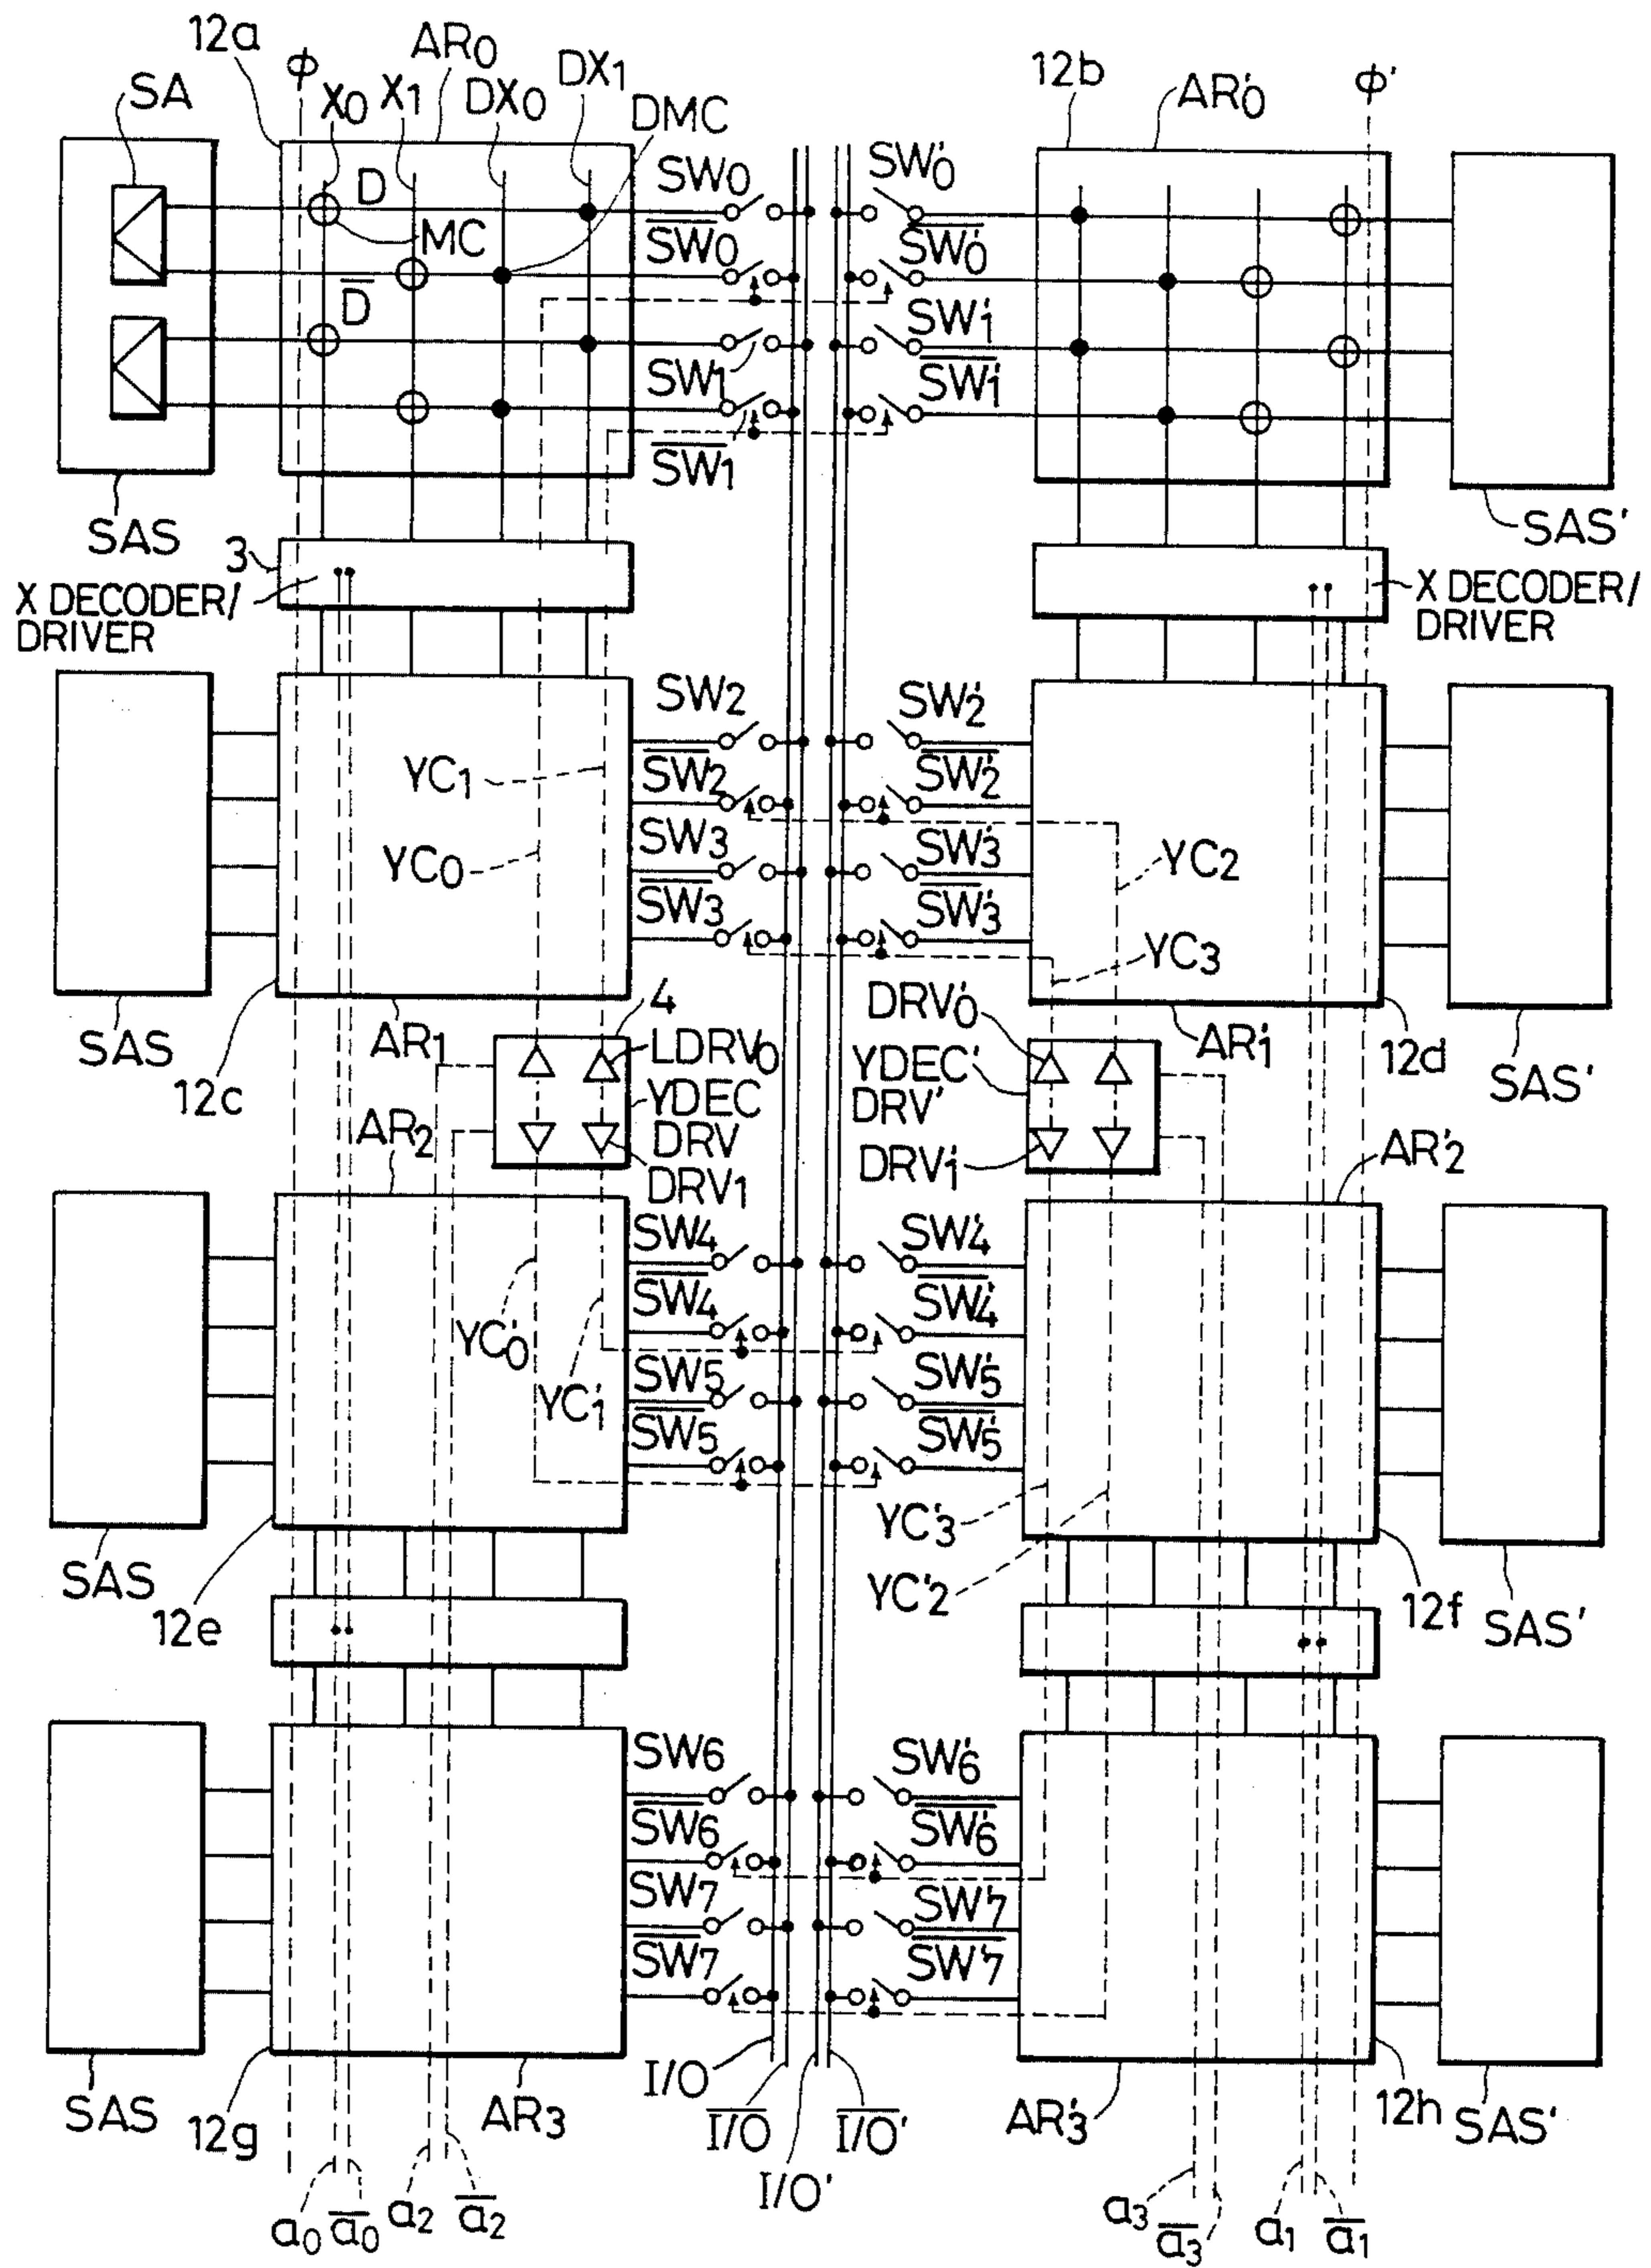 12a
ϕ
AR₀
DX₁
12b
ϕ'
SA
X₀
X₁
DX₀
DMC
AR'₀
D
SW₀
SW'₀
MC
S̅W̅₀
S̅W̅'₀
D̅
SW'₁
SW₁
S̅W̅'₁
S̅W̅₁
SAS
SAS'
3
X DECODER/
DRIVER
X DECODER/
DRIVER
SW₂
SW'₂
YC₁
S̅W̅₂
S̅W̅'₂
YC₀
SW₃
SW'₃
YC₂
S̅W̅₃
S̅W̅'₃
YC₃
SAS
AR₁
4
DRV'₀
AR'₁
12d
SAS'
12c
LDRV₀
YDEC
DRV
YDEC'
DRV'
AR₂
DRV₁
DRV'₁
AR'₂
SW₄
SW'₄
S̅W̅₄
S̅W̅'₄
YC'₀
YC'₁
SW₅
SW'₅
S̅W̅₅
S̅W̅'₅
YC'₃
SAS
YC'₂
12e
12f
SAS'
SW₆
SW'₆
S̅W̅₆
S̅W̅'₆
SW₇
SW'₇
S̅W̅₇
S̅W̅'₇
SAS
12g
AR₃
I/O
I̅/̅O̅
I/O'
I̅/̅O̅'
AR'₃
12h
SAS'
a₀
a̅₀
a₂
a̅₂
a₃
a̅₃
a₁
a̅₁